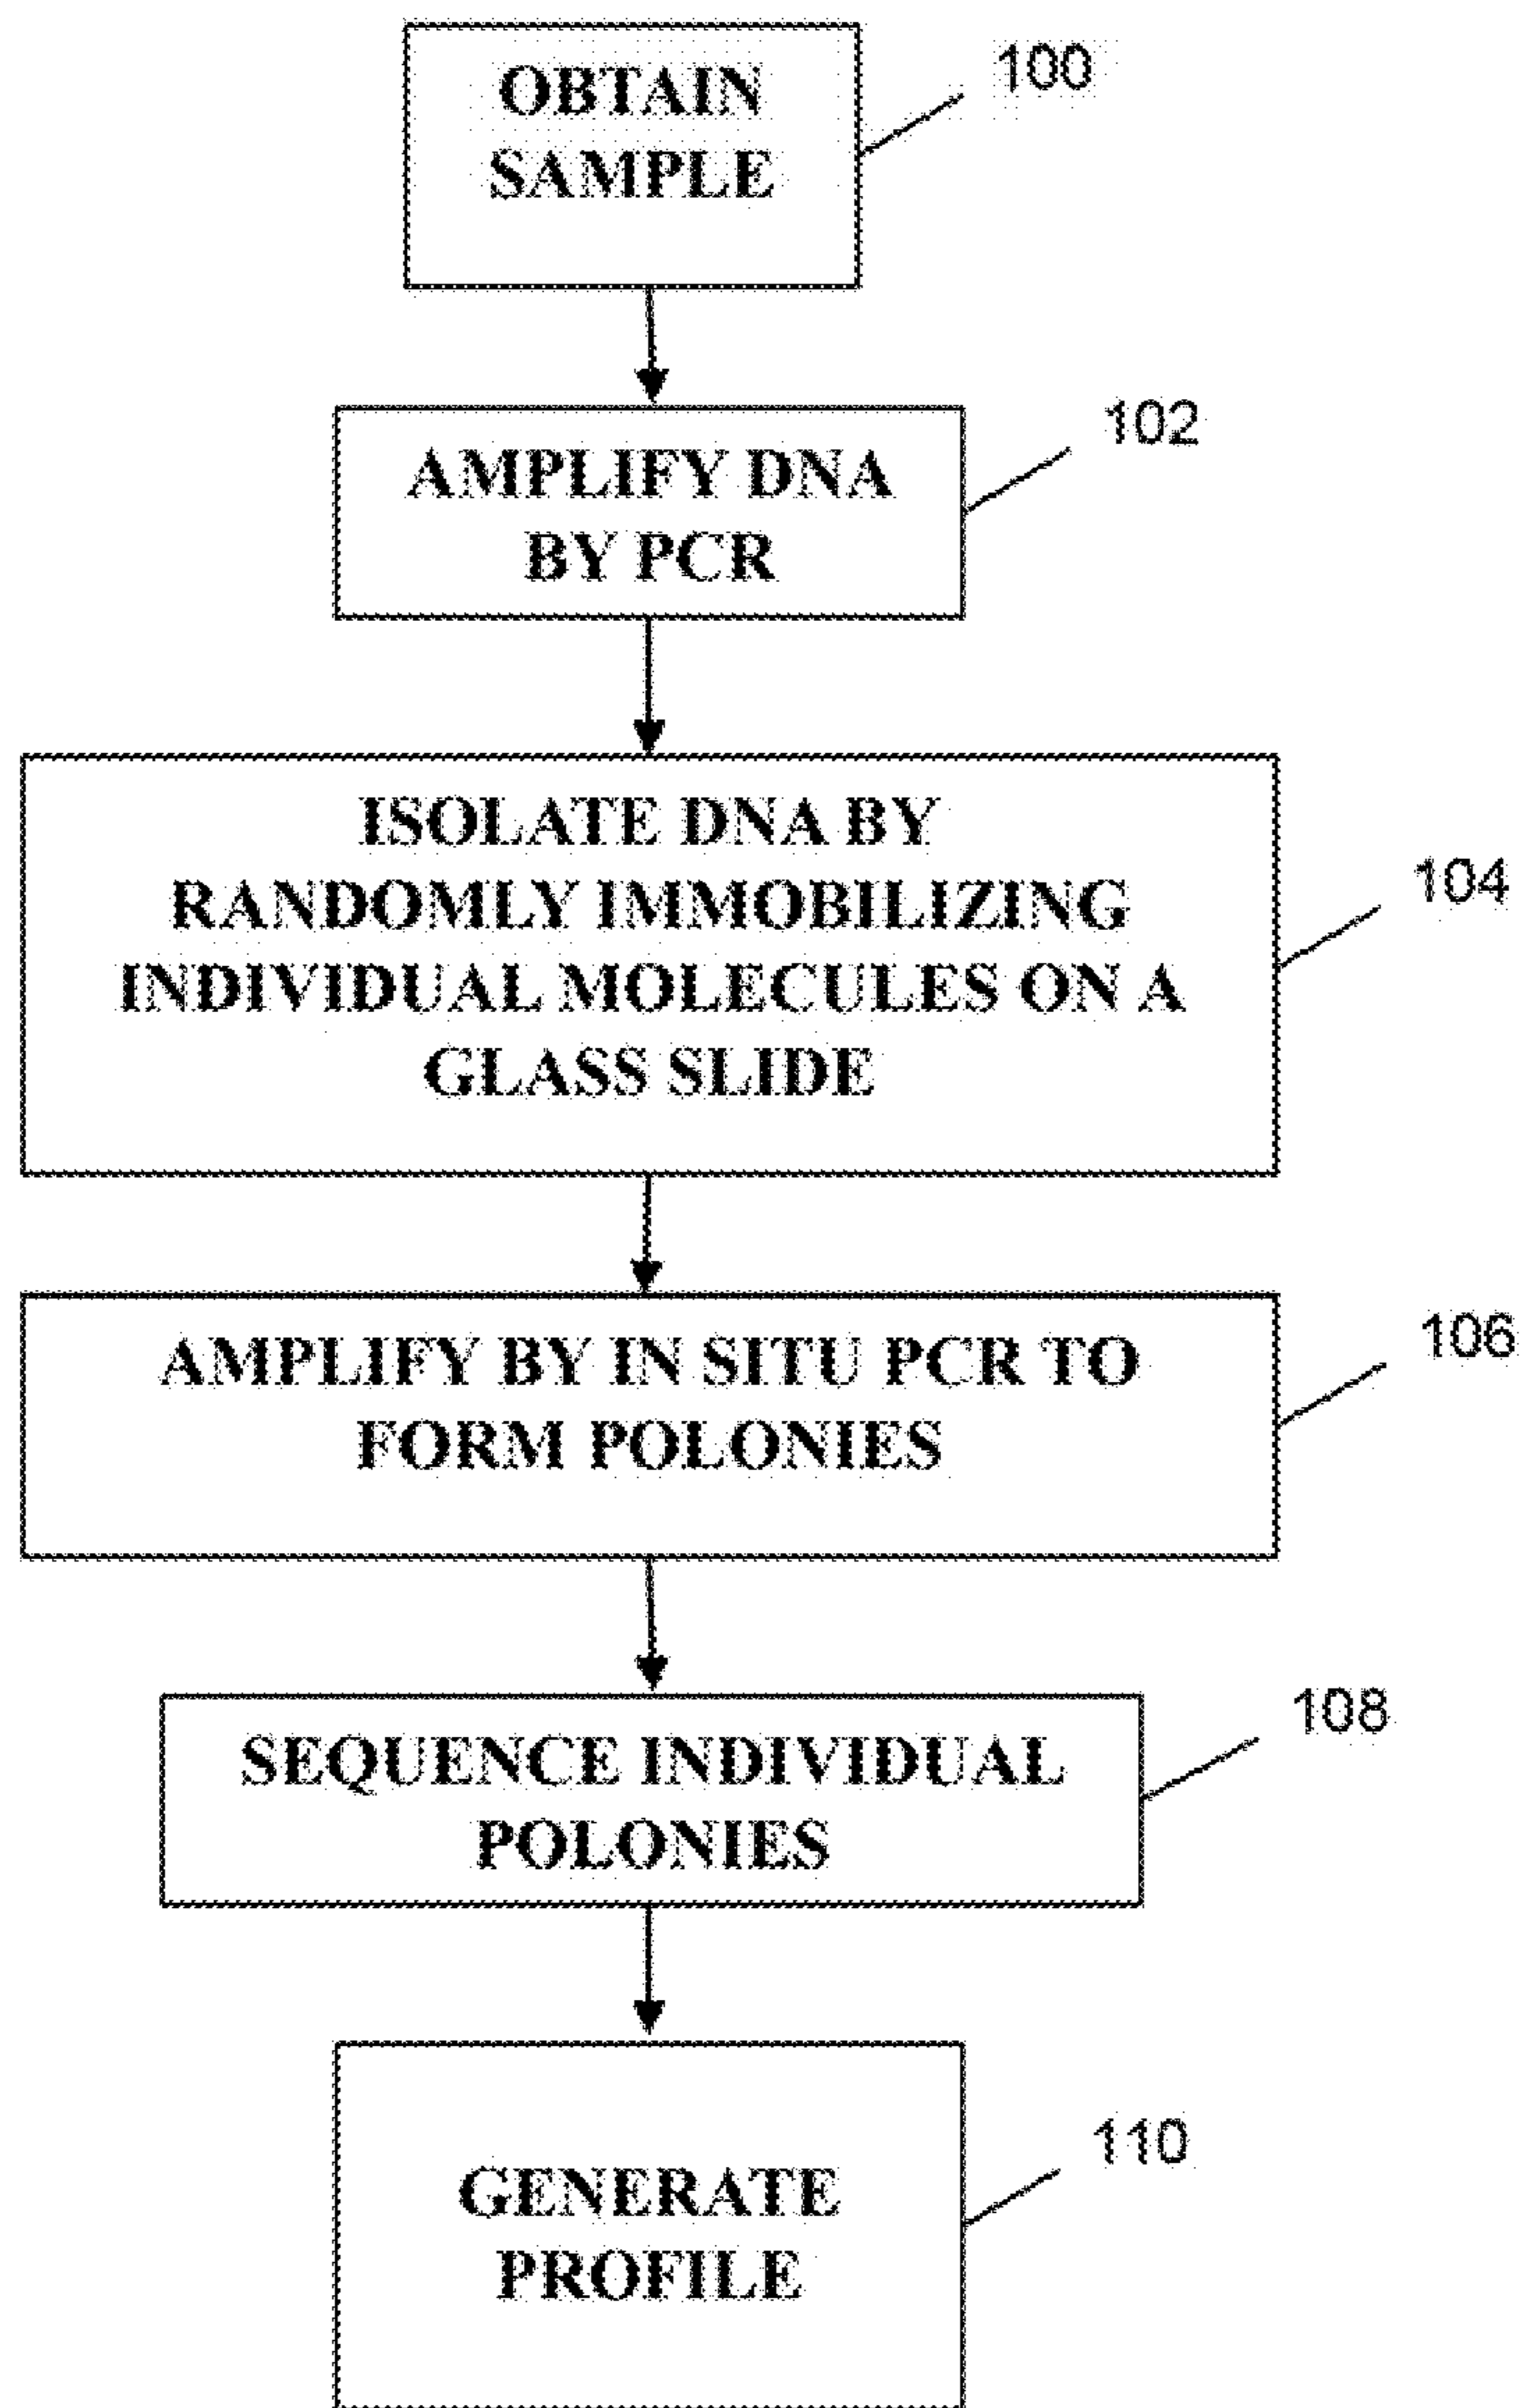 OBTAIN
SAMPLE
100
AMPLIFY DNA
BY PCR
102
ISOLATE DNA BY
RANDOMLY IMMOBILIZING
INDIVIDUAL MOLECULES ON A
GLASS SLIDE
104
AMPLIFY BY IN SITU PCR TO
FORM POLONIES
106
SEQUENCE INDIVIDUAL
POLONIES
108
GENERATE
PROFILE
110